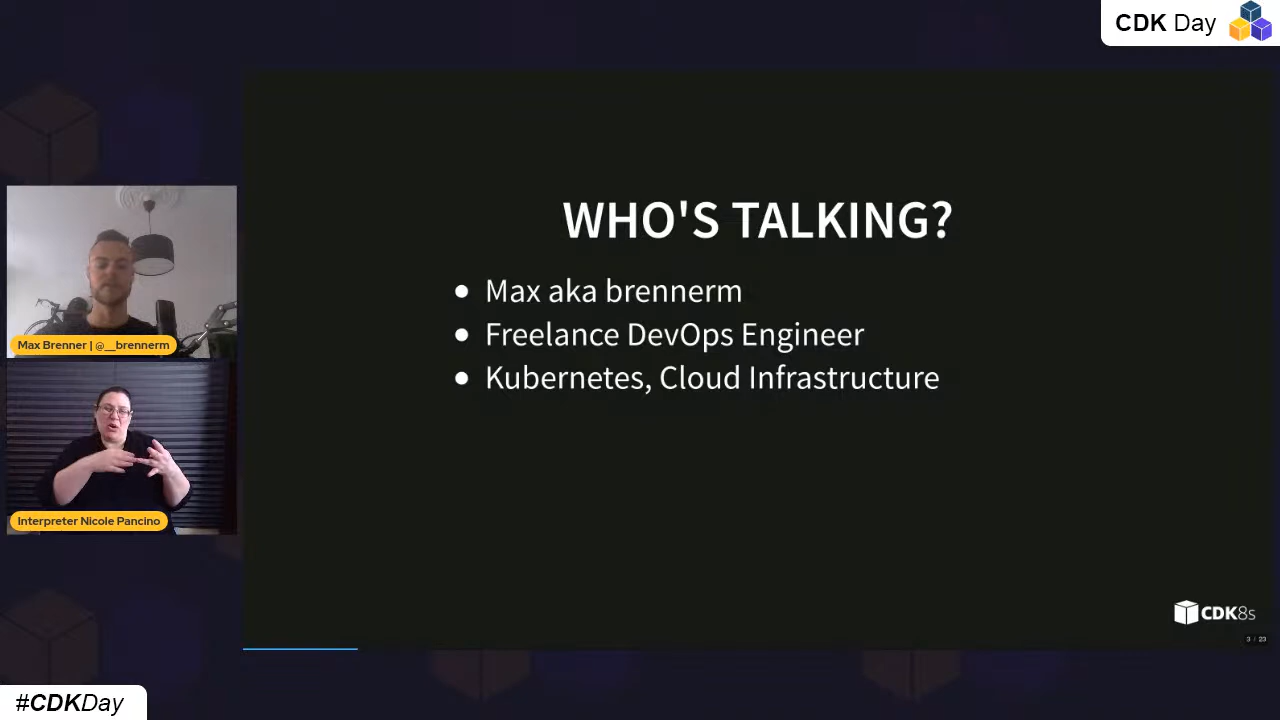 CDK Day
WHO'S TALKING?
• Max aka brennerm
• Freelance DevOps Engineer
• Kubernetes, Cloud Infrastructure
Max Brenner | @__brennerm
Interpreter Nicole Pancino
CDK8s
3 / 23
#CDKDay